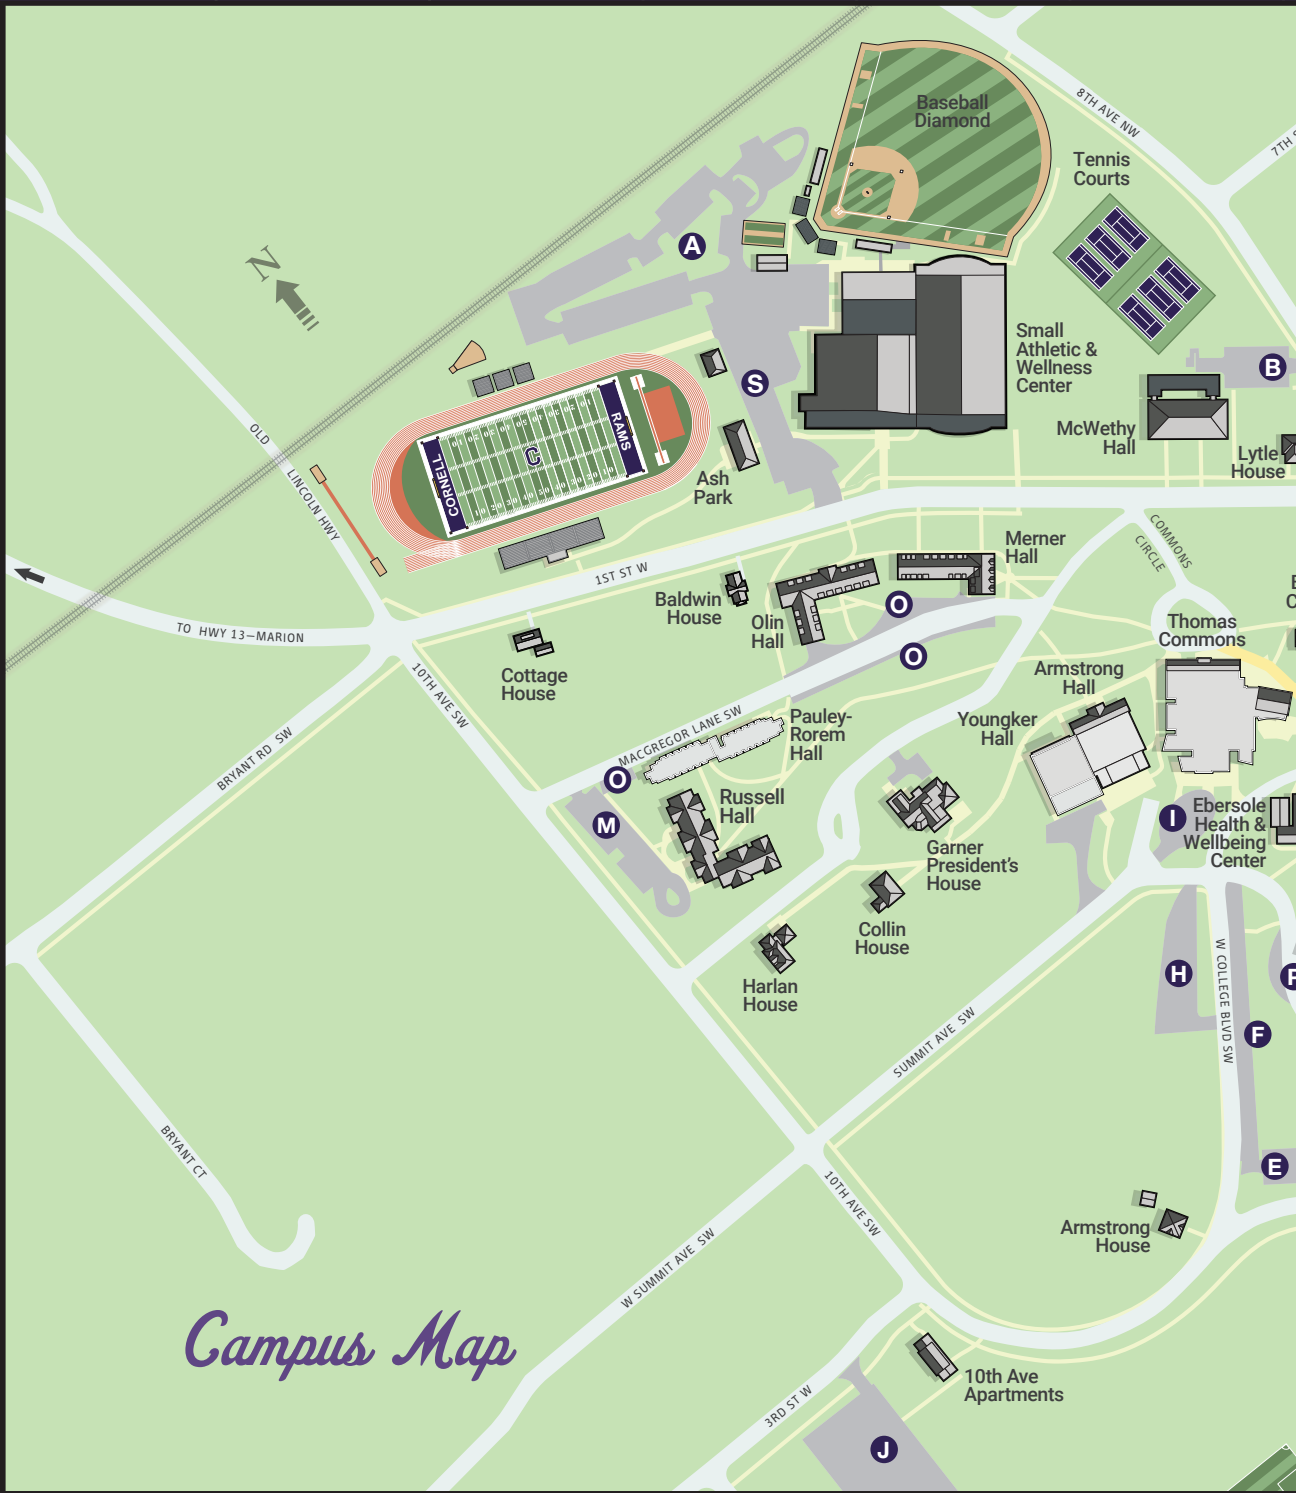 Baseball
Diamond
8TH AVE NW
7TH
Tennis
Courts
N
A
Small
Athletic &
Wellness
Center
B
S
McWethy
Hall
Lytle
House
OLD
LINCOLN HWY
CORNELL
C
RAMS
Ash
Park
COMMONS
CIRCLE
Merner
Hall
1ST ST W
Baldwin
House
O
Olin
Hall
O
TO HWY 13–MARION
Thomas
Commons
Cottage
House
10TH AVE SW
Armstrong
Hall
MACGREGOR LANE SW
Pauley-
Rorem
Hall
Youngker
Hall
BRYANT RD SW
O
M
Russell
Hall
I
Ebersole
Health &
Wellbeing
Center
Garner
President's
House
Collin
House
Harlan
House
H
W COLLEGE BLVD SW
F
SUMMIT AVE SW
BRYANT CT
E
10TH AVE SW
Armstrong
House
W SUMMIT AVE SW
Campus Map
10th Ave
Apartments
3RD ST W
J